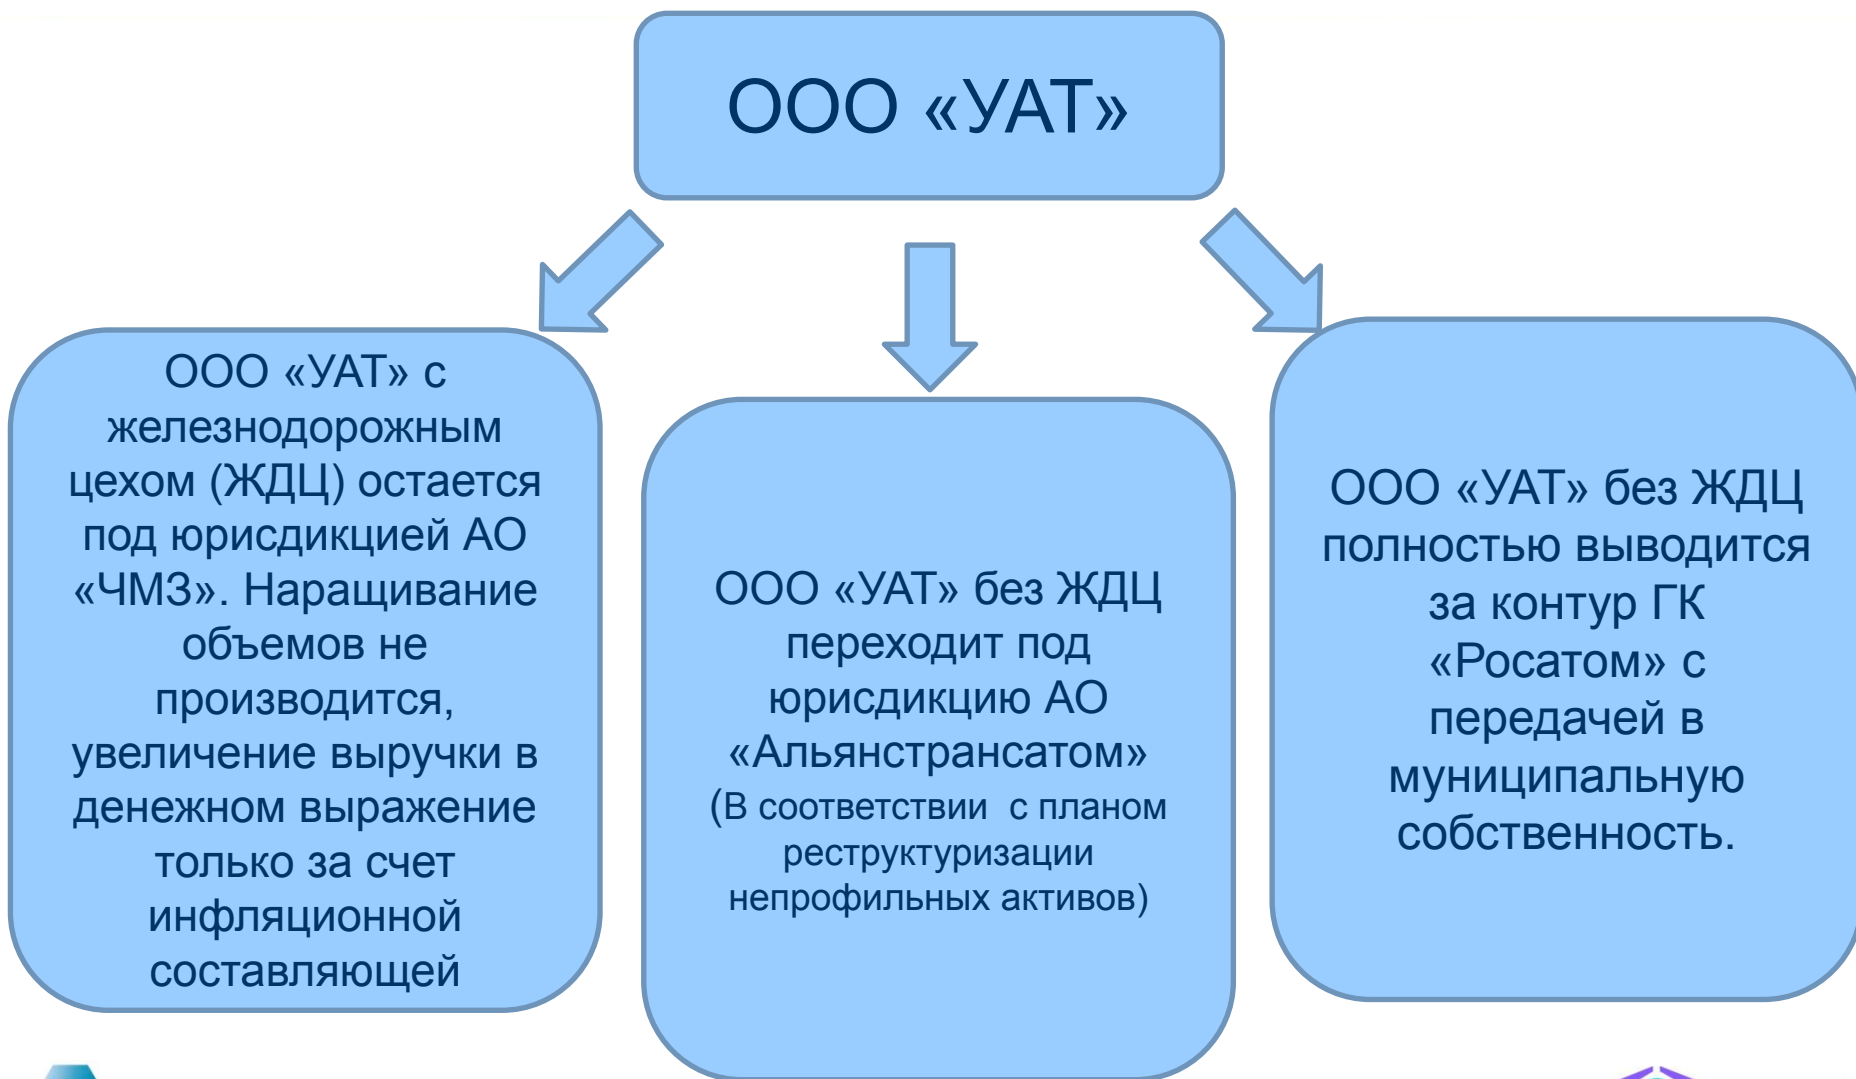 ООО «УАТ»
ООО «УАТ» с
железнодорожным
цехом (ЖДЦ) остается
под юрисдикцией АО
«ЧМЗ». Наращивание
объемов не
производится,
увеличение выручки в
денежном выражение
только за счет
инфляционной
составляющей
ООО «УАТ» без ЖДЦ
переходит под
юрисдикцию АО
«Альянстрансатом»
(В соответствии с планом
реструктуризации
непрофильных активов)
ООО «УАТ» без ЖДЦ
полностью выводится
за контур ГК
«Росатом» с
передачей в
муниципальную
собственность.